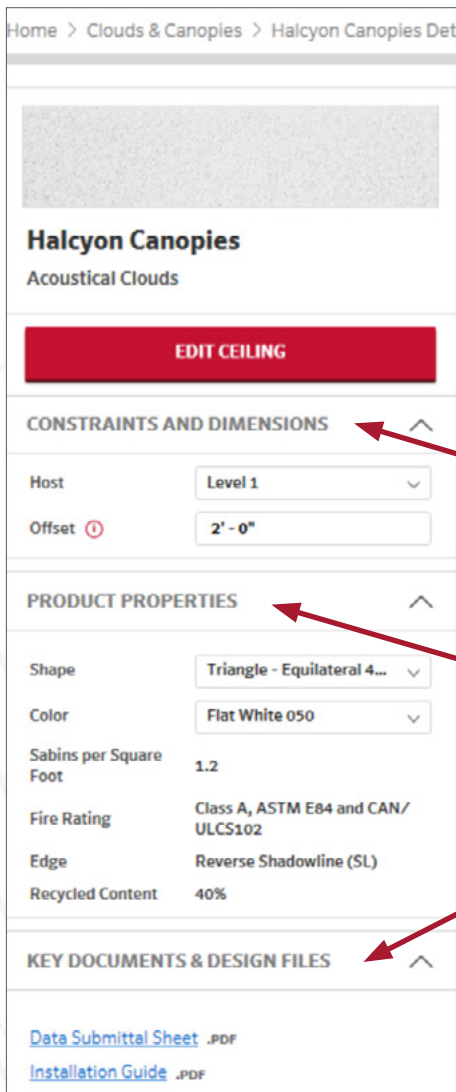 Home > Clouds & Canopies > Halcyon Canopies Det
Halcyon Canopies
Acoustical Clouds
EDIT CEILING
CONSTRAINTS AND DIMENSIONS
Host Level 1
Offset 2' - 0"
PRODUCT PROPERTIES
Shape Triangle - Equilateral 4...
Color Flat White 050
Sabins per Square
Foot 1.2
Fire Rating Class A, ASTM E84 and CAN/
ULCS102
Edge Reverse Shadowline (SL)
Recycled Content 40%
KEY DOCUMENTS & DESIGN FILES
Data Submittal Sheet .PDF
Installation Guide .PDF